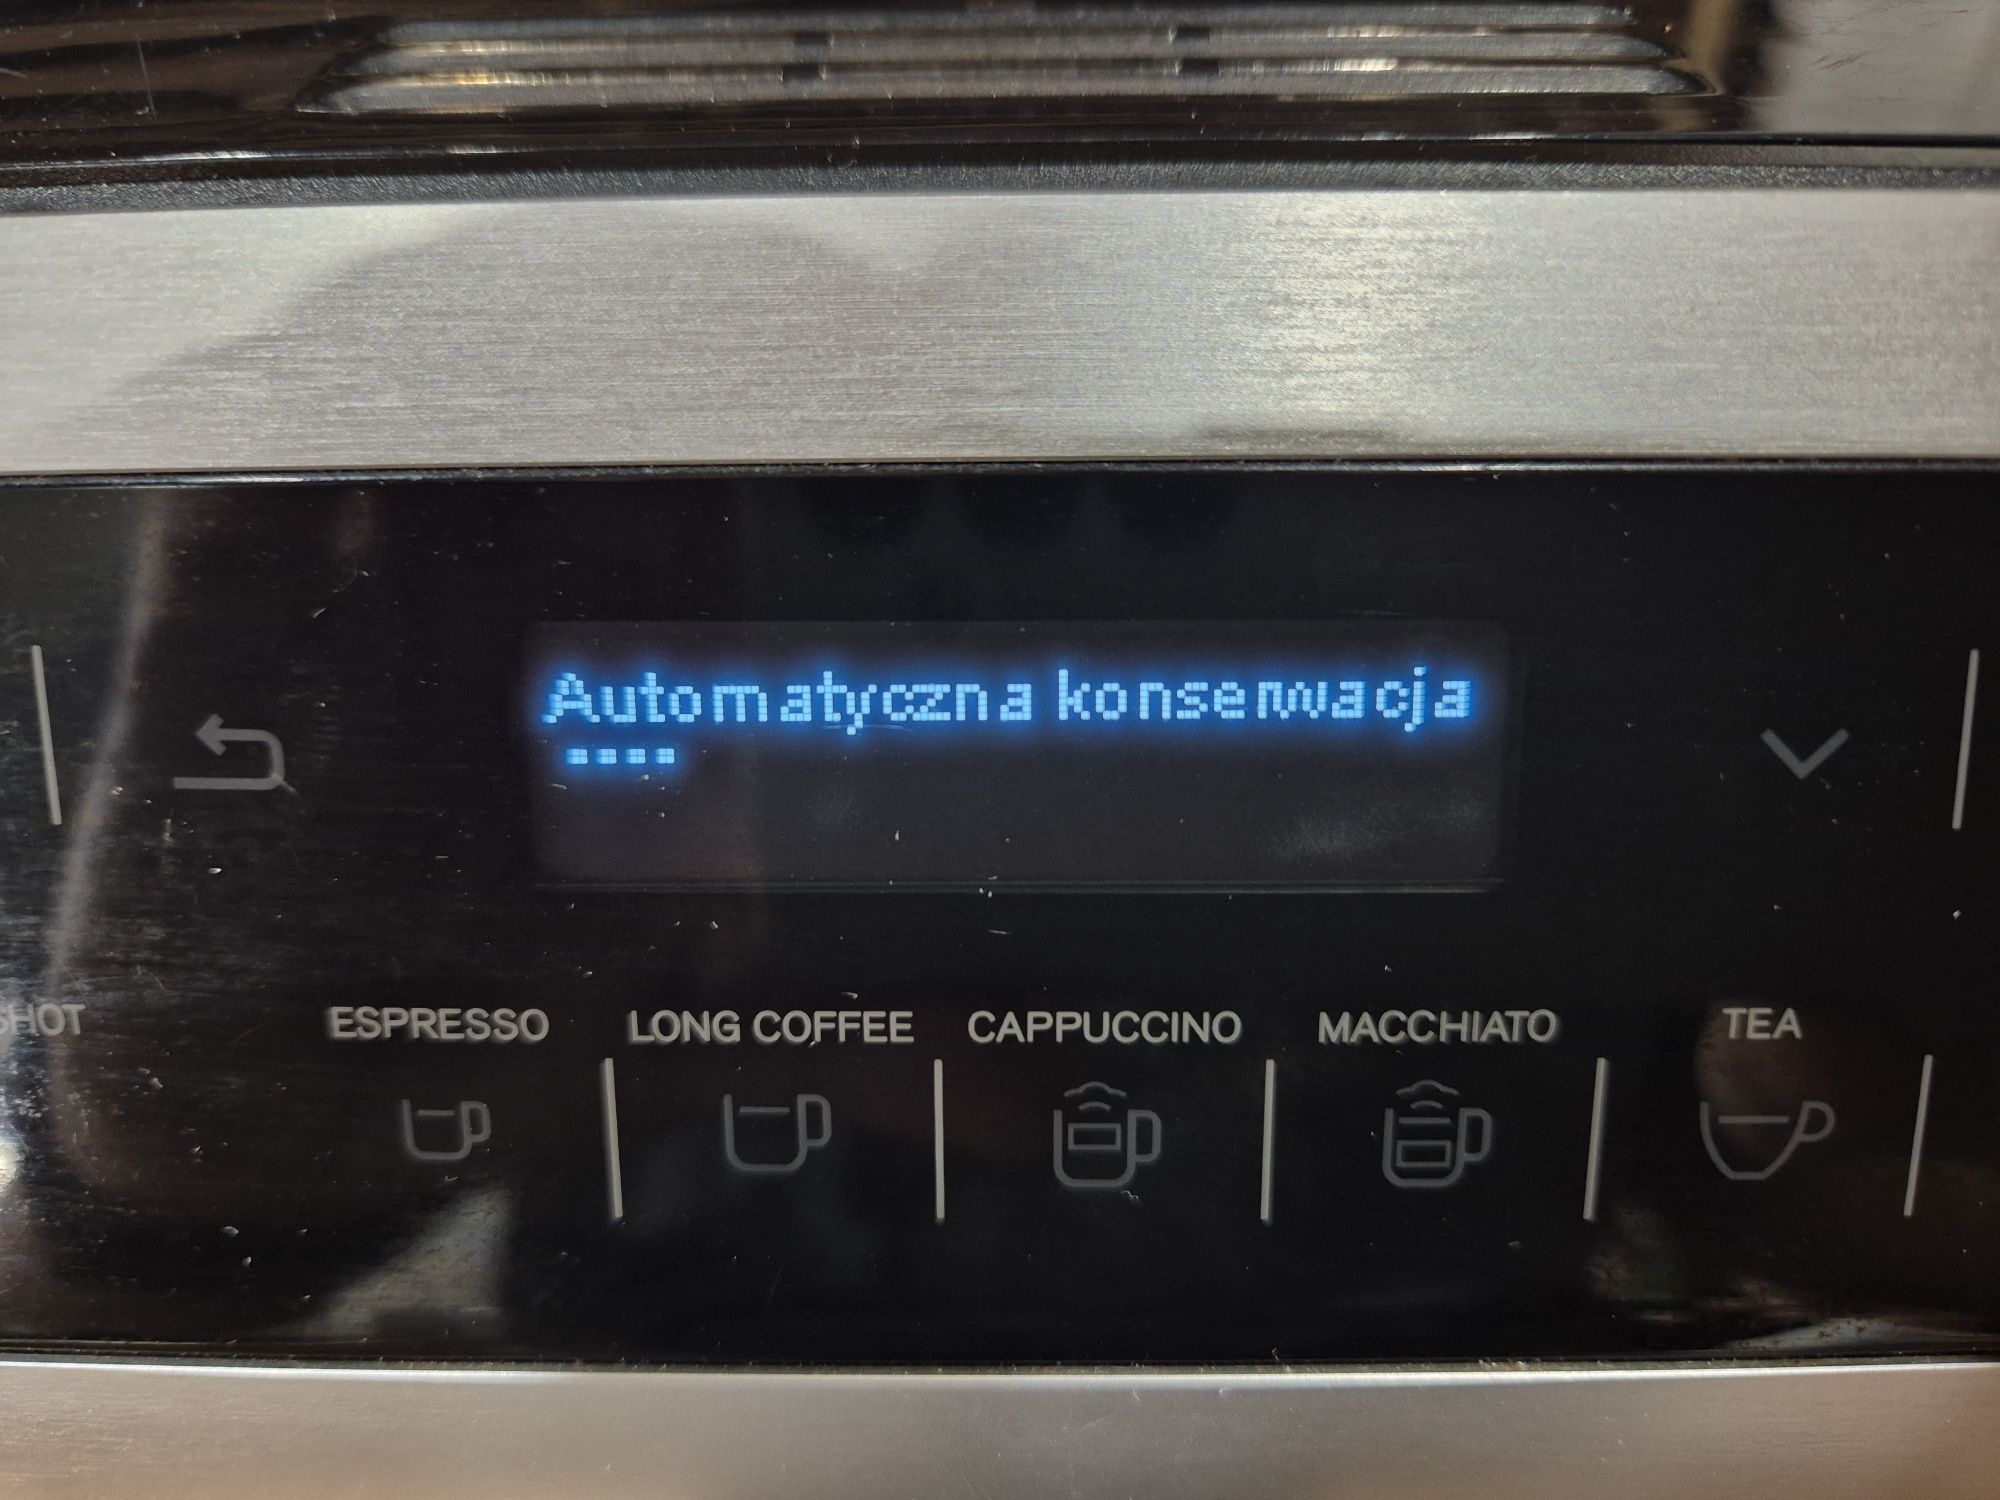 Automatyczna konserwacja
....
SHOT
ESPRESSO
LONG COFFEE
CAPPUCCINO
MACCHIATO
TEA